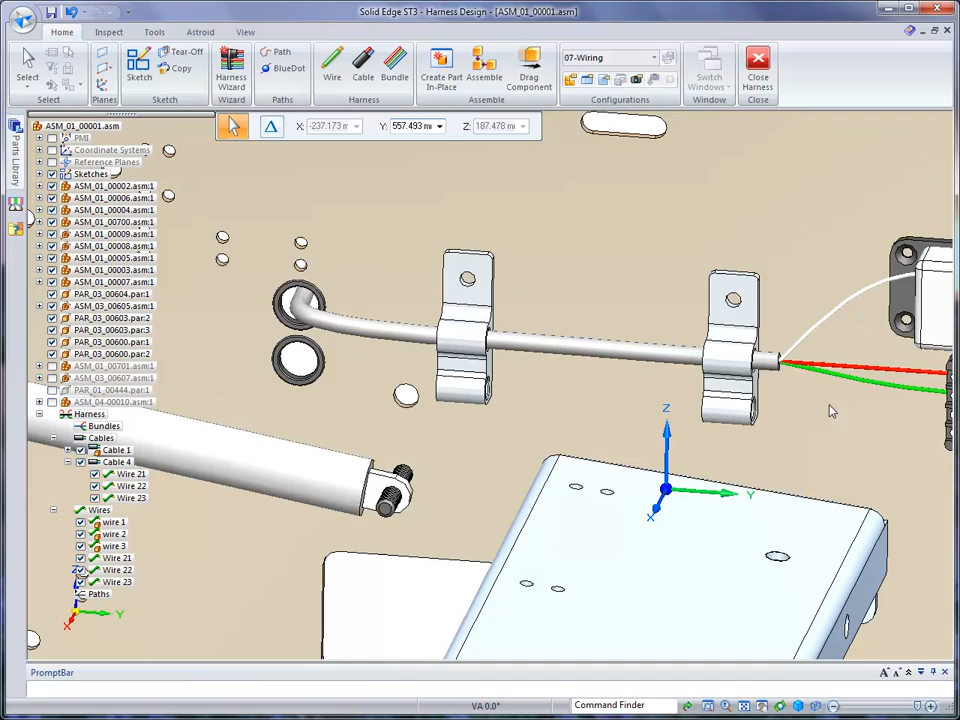 Solid Edge ST3 - Harness Design - [ASM_01_00001.asm]
Home Inspect Tools Astroid View
Select
Sketch
Tear-Off
Copy
Harness Wizard
Path
BlueDot
Wire Cable Bundle
Create Part In-Place
Assemble
Drag Component
07-Wiring
Switch Windows
Close Harness
Select Planes Sketch Wizard Paths Harness Assemble Configurations Window Close
X: -237.173 m Y: 557.493 m Z: 187.478 m
Parts Library
ASM_01_00001.asm
PMI
Coordinate Systems
Reference Planes
Sketches
ASM_01_00002.asm:1
ASM_01_00006.asm:1
ASM_01_00004.asm:1
ASM_01_00700.asm:1
ASM_01_00009.asm:1
ASM_01_00008.asm:1
ASM_01_00005.asm:1
ASM_01_00003.asm:1
ASM_01_00007.asm:1
PAR_03_00604.par:1
ASM_03_00605.asm:1
PAR_03_00603.par:2
PAR_03_00603.par:3
PAR_03_00600.par:1
PAR_03_00600.par:2
ASM_01_00701.asm:1
ASM_03_00607.asm:1
PAR_01_00444.par:1
ASM_04-00010.asm:1
Harness
Bundles
Cables
Cable 1
Cable 4
Wire 21
Wire 22
Wire 23
Wires
wire 1
wire 2
wire 3
Wire 21
Wire 22
Wire 23
Paths
Z
Y
X
Z
Y
X
PromptBar
VA 0.0°
Command Finder